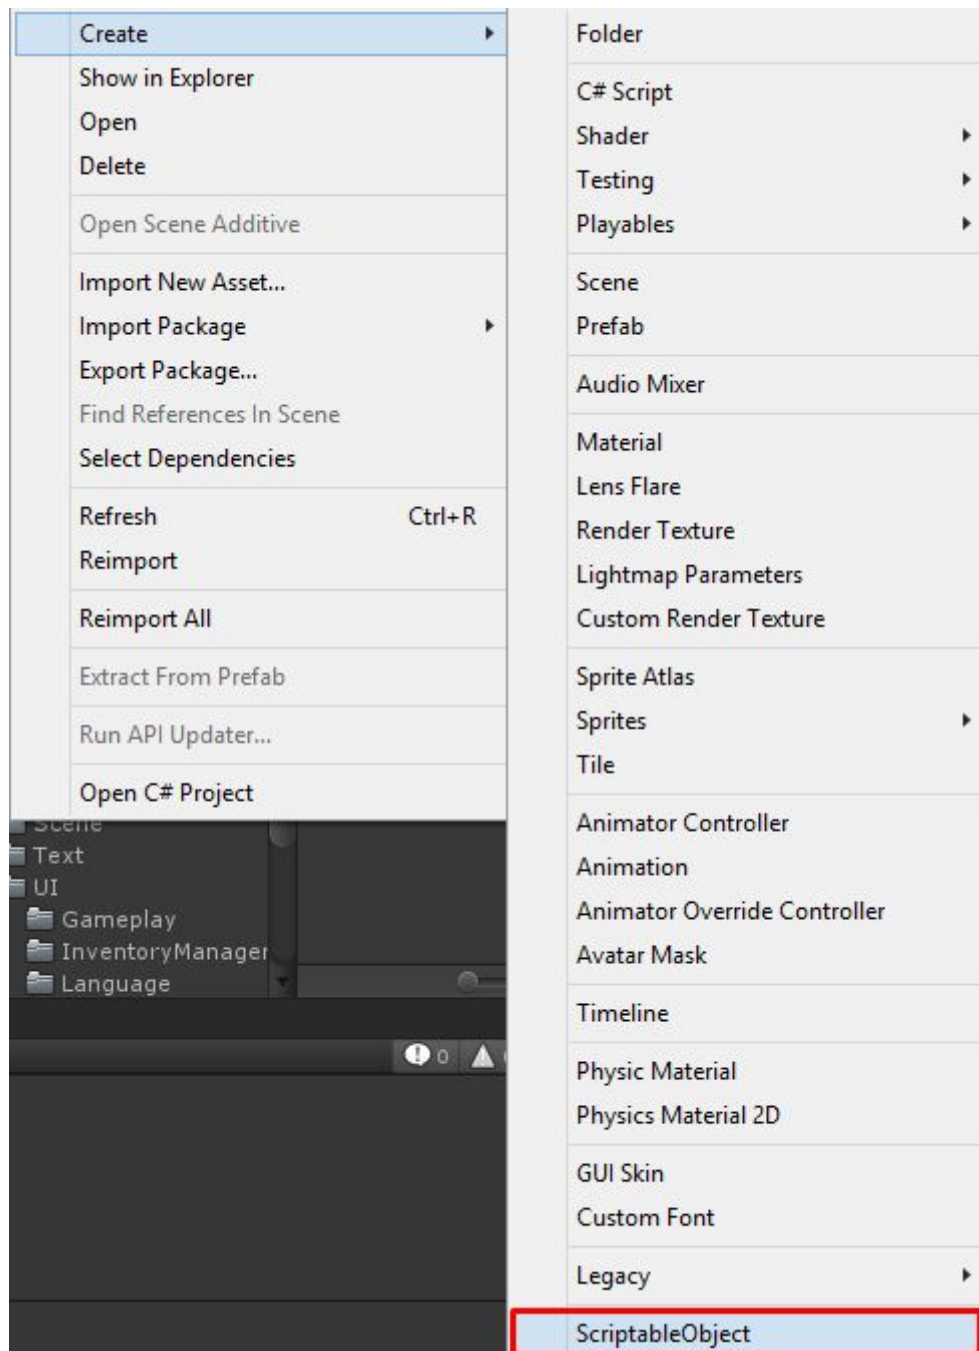 Create
Show in Explorer
Open
Delete
Open Scene Additive
Import New Asset...
Import Package
Export Package...
Find References In Scene
Select Dependencies
Refresh Ctrl+R
Reimport
Reimport All
Extract From Prefab
Run API Updater...
Open C# Project
Scene
Text
UI
Gameplay
InventoryManager
Language
0
Folder
C# Script
Shader
Testing
Playables
Scene
Prefab
Audio Mixer
Material
Lens Flare
Render Texture
Lightmap Parameters
Custom Render Texture
Sprite Atlas
Sprites
Tile
Animator Controller
Animation
Animator Override Controller
Avatar Mask
Timeline
Physic Material
Physics Material 2D
GUI Skin
Custom Font
Legacy
ScriptableObject